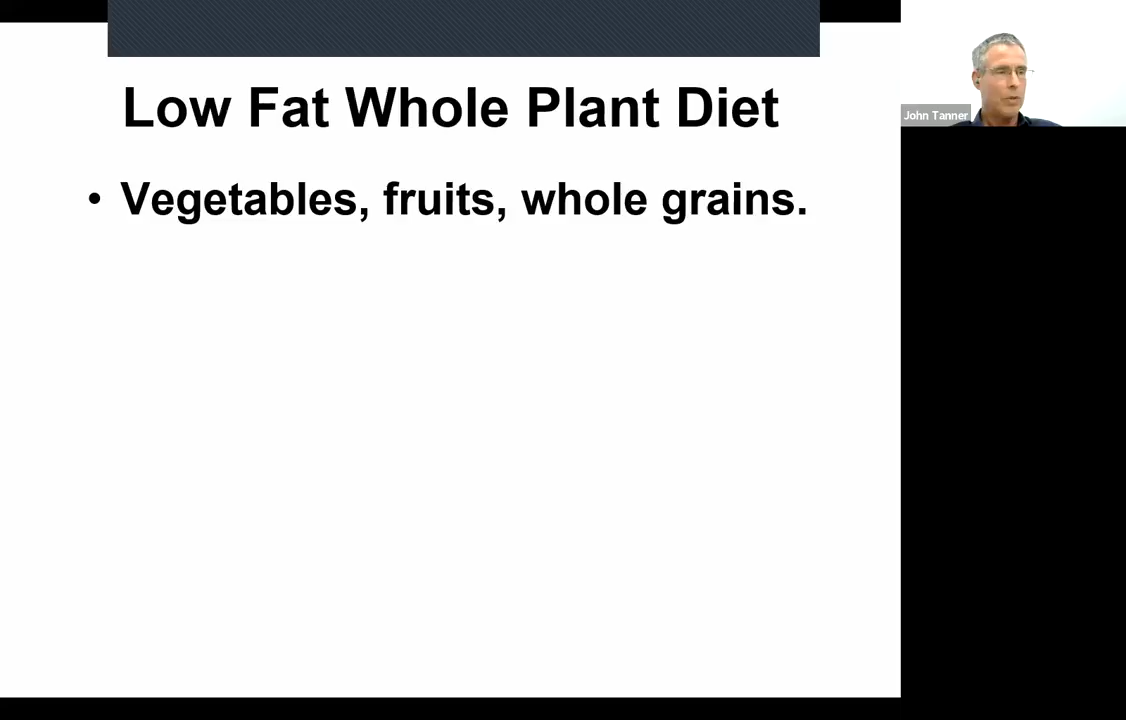 Low Fat Whole Plant Diet
• Vegetables, fruits, whole grains.
John Tanner